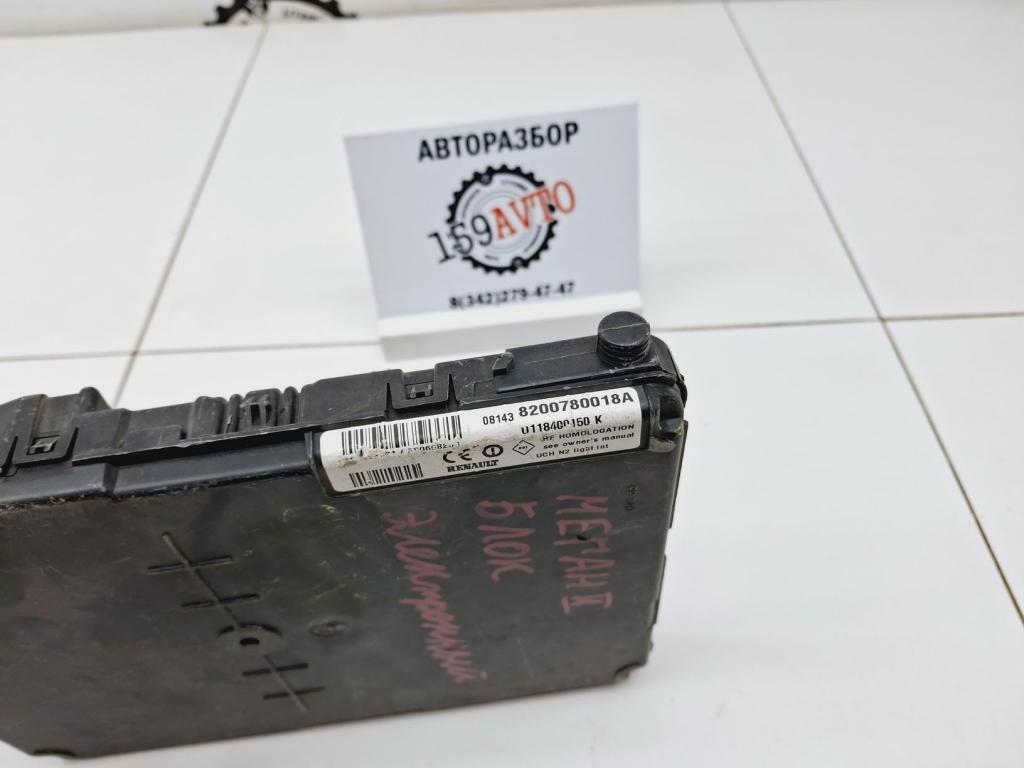 АВТОРАЗБОР
159AVTO
8(342)279-47-47
08143 8200780018A
U118400150 K
RF HOMOLOGATION
see owner's manual
UCH N2 light int
CE
RENAULT
МЕГАН II
БЛОК
Электронный